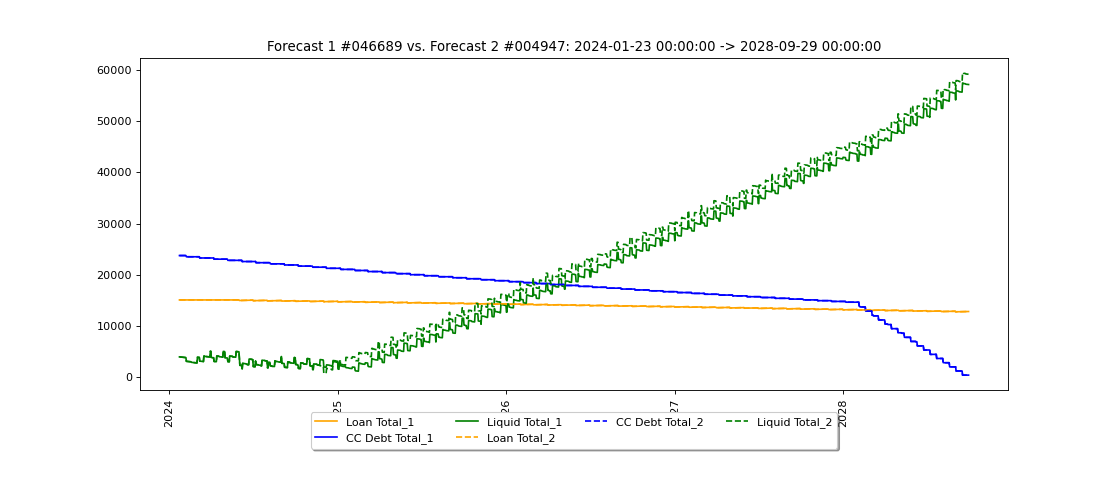 Forecast 1 #046689 vs. Forecast 2 #004947: 2024-01-23 00:00:00 -> 2028-09-29 00:00:00
60000
50000
40000
30000
20000
10000
0
2024
25
26
27
2028
Loan Total_1
Liquid Total_1
CC Debt Total_2
Liquid Total_2
CC Debt Total_1
Loan Total_2